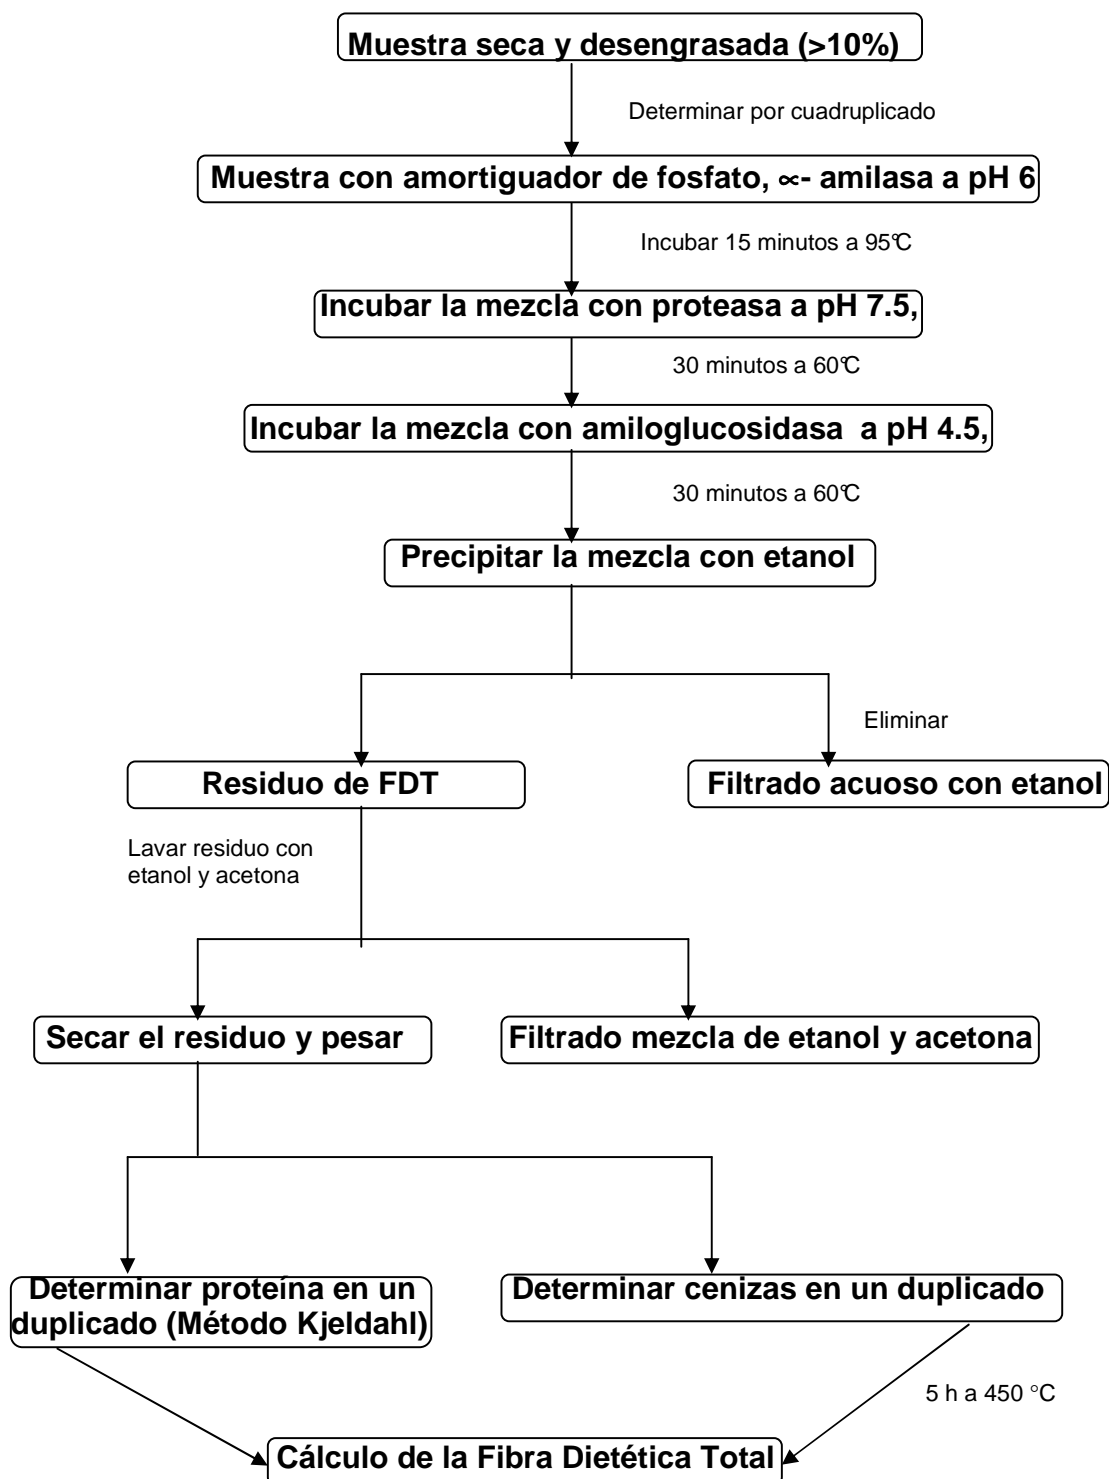 Muestra seca y desengrasada (>10%)
Determinar por cuadruplicado
Muestra con amortiguador de fosfato, ∝- amilasa a pH 6
Incubar 15 minutos a 95°C
Incubar la mezcla con proteasa a pH 7.5,
30 minutos a 60°C
Incubar la mezcla con amiloglucosidasa a pH 4.5,
30 minutos a 60°C
Precipitar la mezcla con etanol
Eliminar
Residuo de FDT
Filtrado acuoso con etanol
Lavar residuo con
etanol y acetona
Secar el residuo y pesar
Filtrado mezcla de etanol y acetona
Determinar proteína en un
duplicado (Método Kjeldahl)
Determinar cenizas en un duplicado
5 h a 450 °C
Cálculo de la Fibra Dietética Total